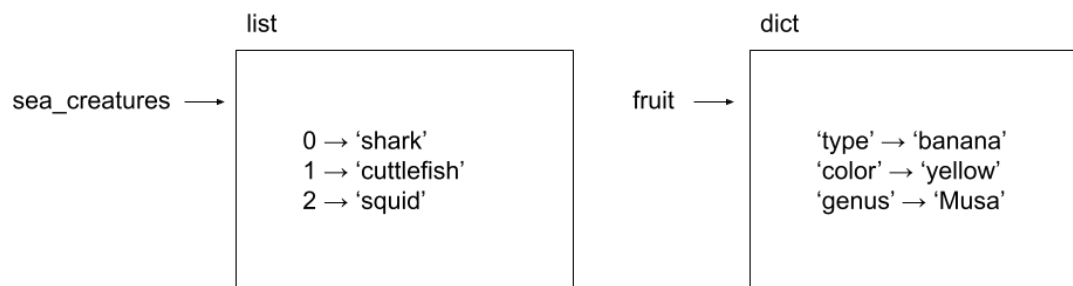 list
sea_creatures →
0 → ‘shark’
1 → ‘cuttlefish’
2 → ‘squid’
dict
fruit →
‘type’ → ‘banana’
‘color’ → ‘yellow’
‘genus’ → ‘Musa’